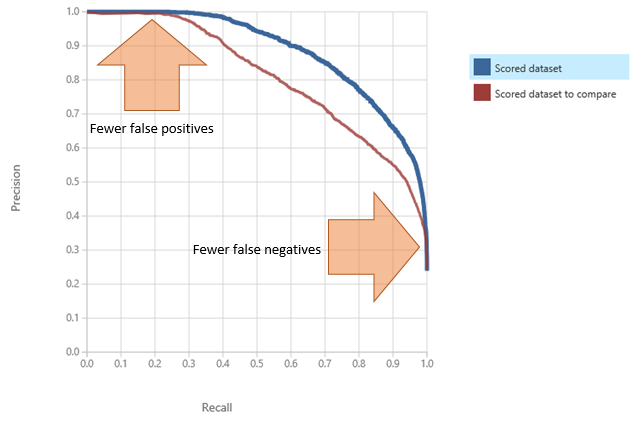 1.0
0.9
0.8
0.7
0.6
0.5
0.4
0.3
0.2
0.1
0.0
Precision
Fewer false positives
Fewer false negatives
0.0 0.1 0.2 0.3 0.4 0.5 0.6 0.7 0.8 0.9 1.0
Recall
Scored dataset
Scored dataset to compare